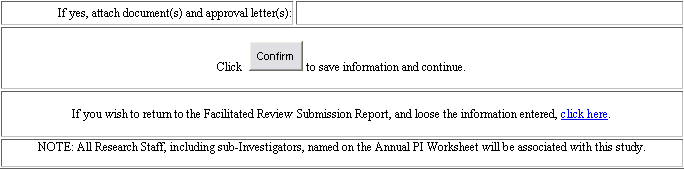 If yes, attach document(s) and approval letter(s):
Click Confirm to save information and continue.
If you wish to return to the Facilitated Review Submission Report, and loose the information entered, click here.
NOTE: All Research Staff, including sub-Investigators, named on the Annual PI Worksheet will be associated with this study.